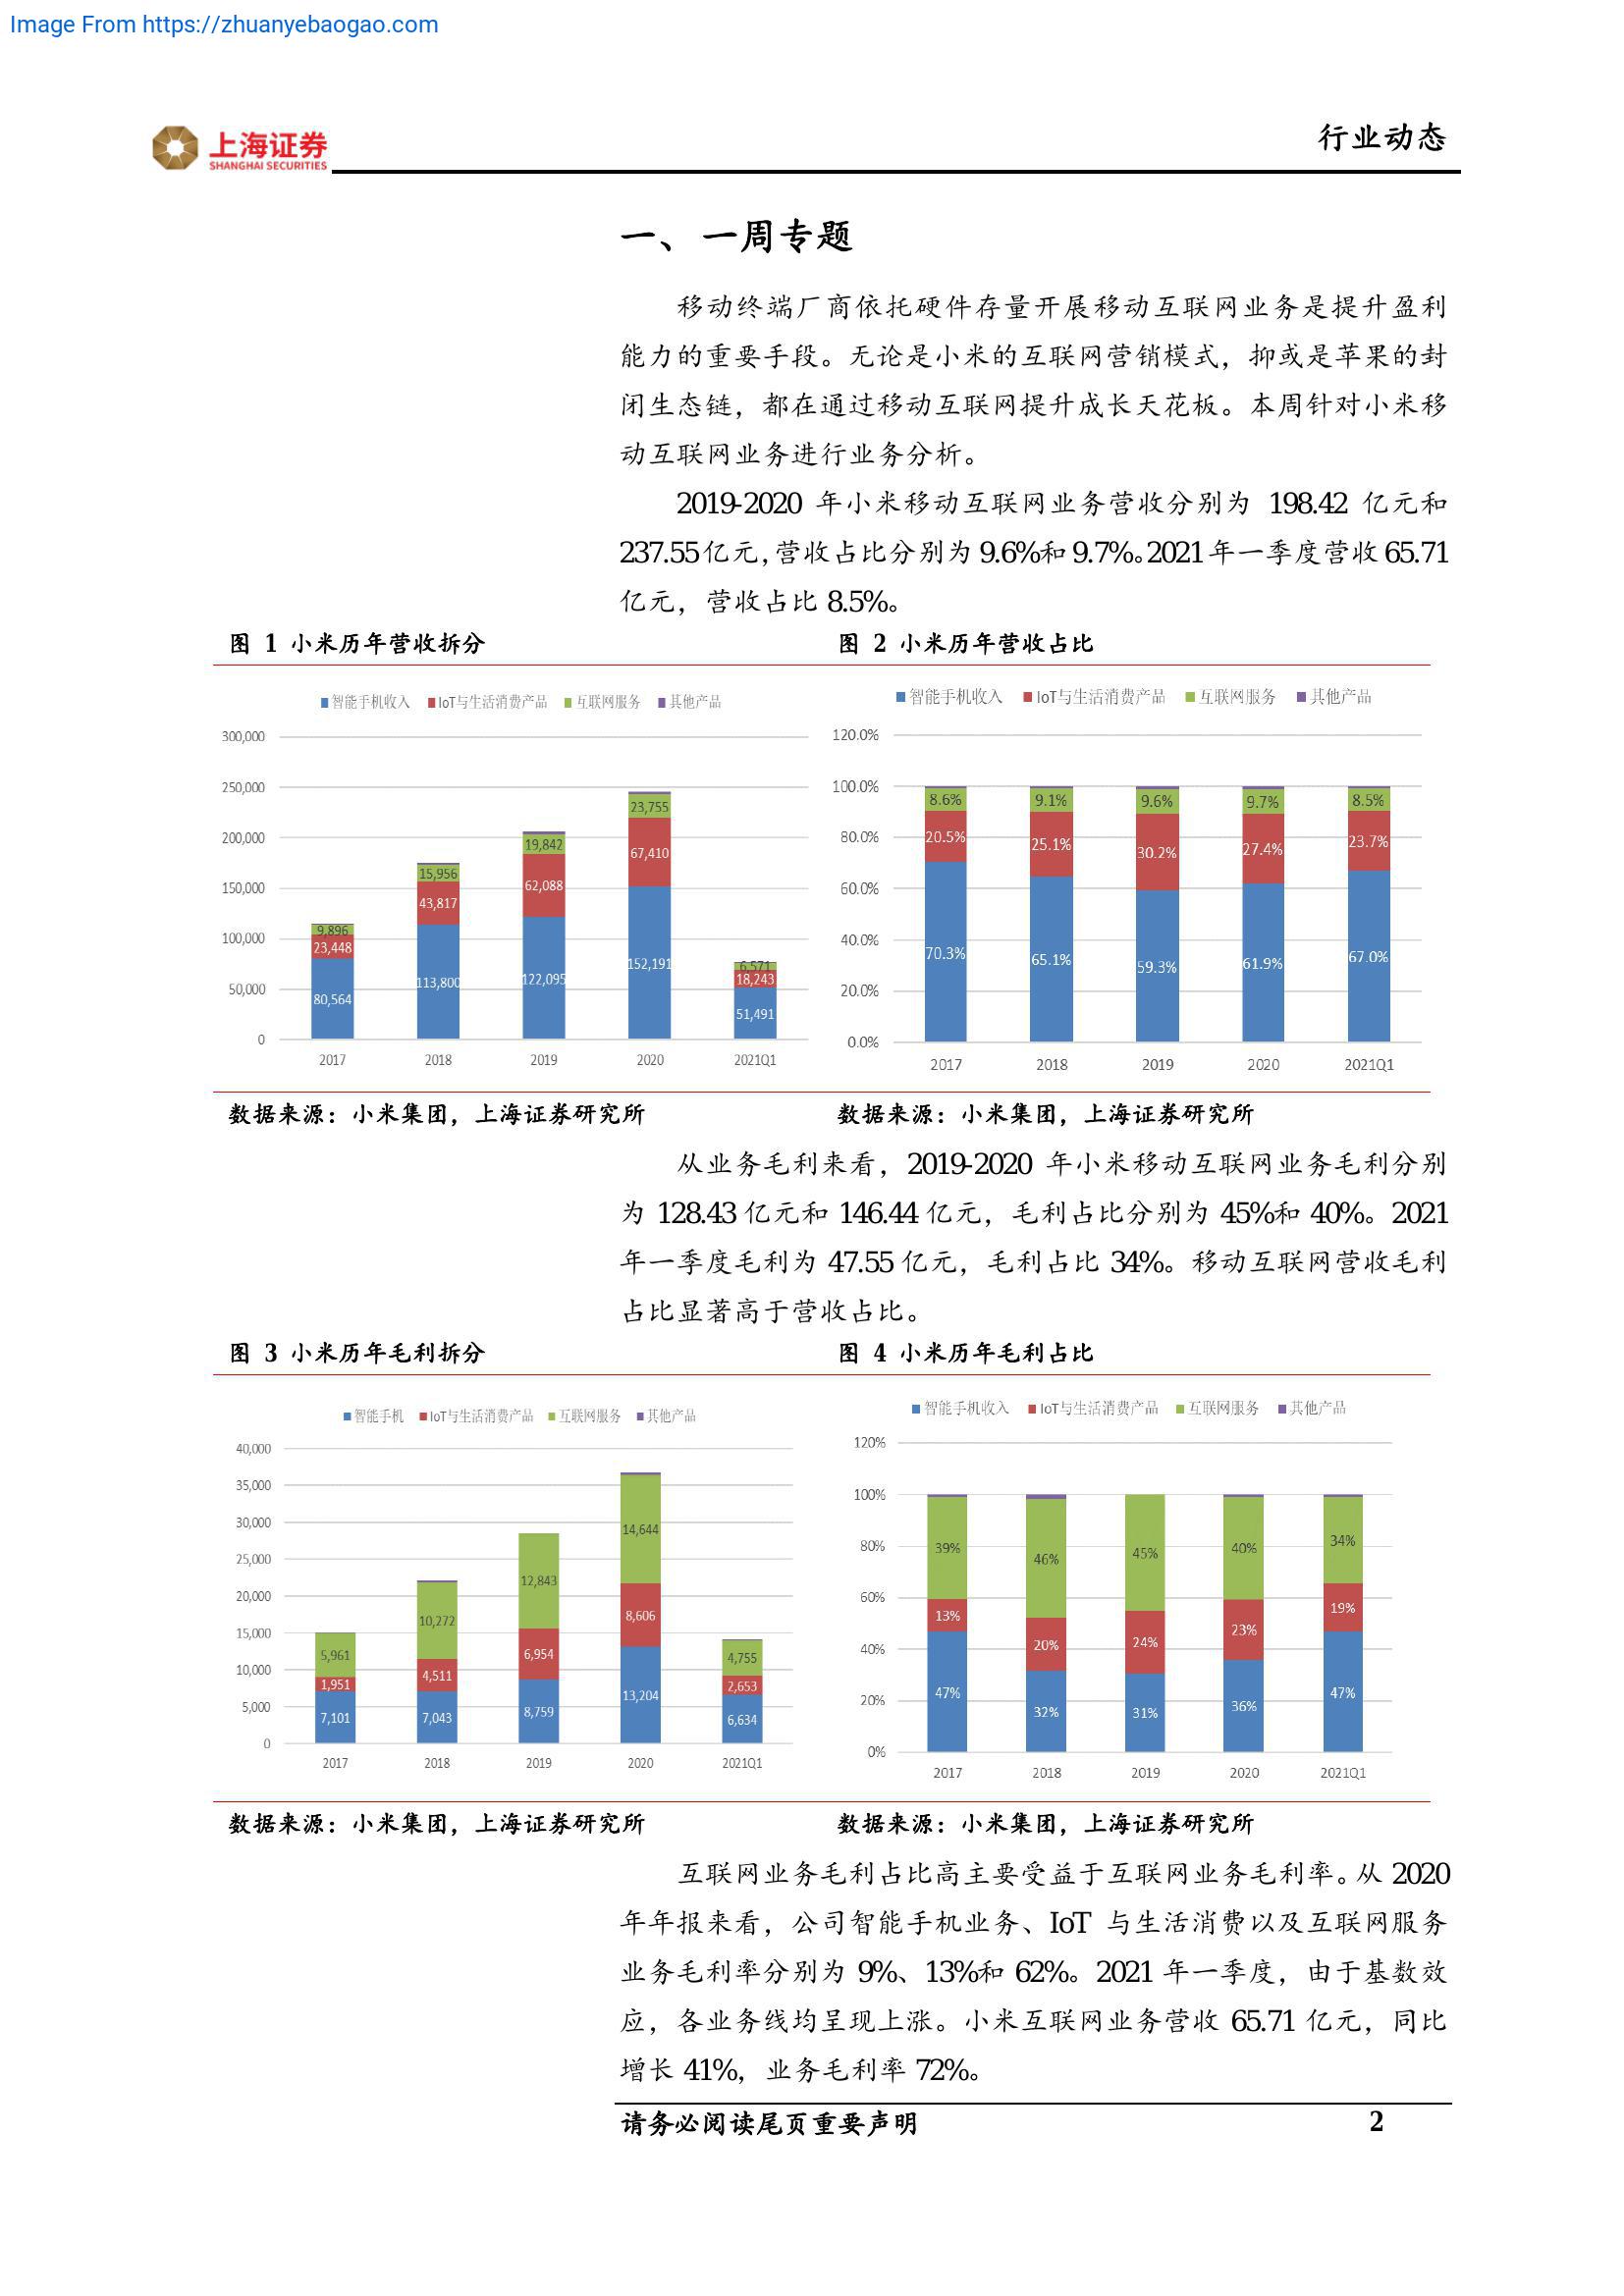 Image From https://zhuanyebaogao.com
上海证券
SHANGHAI SECURITIES
行业动态
一、一周专题
移动终端厂商依托硬件存量开展移动互联网业务是提升盈利
能力的重要手段。无论是小米的互联网营销模式，抑或是苹果的封
闭生态链，都在通过移动互联网提升成长天花板。本周针对小米移
动互联网业务进行业务分析。
2019-2020 年小米移动互联网业务营收分别为 198.42 亿元和
237.55亿元，营收占比分别为 9.6%和 9.7%。2021年一季度营收 65.71
亿元，营收占比 8.5%。
图 1 小米历年营收拆分
智能手机收入 IoT与生活消费产品 互联网服务 其他产品
300,000
250,000
200,000
150,000
100,000
50,000
0
9,896
23,448
80,564
15,956
43,817
113,800
19,842
62,088
122,095
23,755
67,410
152,191
6,571
18,243
51,491
2017 2018 2019 2020 2021Q1
数据来源：小米集团，上海证券研究所
图 2 小米历年营收占比
智能手机收入 IoT与生活消费产品 互联网服务 其他产品
120.0%
100.0%
80.0%
60.0%
40.0%
20.0%
0.0%
8.6%
20.5%
70.3%
9.1%
25.1%
65.1%
9.6%
30.2%
59.3%
9.7%
27.4%
61.9%
8.5%
23.7%
67.0%
2017 2018 2019 2020 2021Q1
数据来源：小米集团，上海证券研究所
从业务毛利来看，2019-2020 年小米移动互联网业务毛利分别
为 128.43 亿元和 146.44 亿元，毛利占比分别为 45%和 40%。2021
年一季度毛利为 47.55 亿元，毛利占比 34%。移动互联网营收毛利
占比显著高于营收占比。
图 3 小米历年毛利拆分
智能手机 IoT与生活消费产品 互联网服务 其他产品
40,000
35,000
30,000
25,000
20,000
15,000
10,000
5,000
0
5,961
1,951
7,101
10,272
4,511
7,043
12,843
6,954
8,759
14,644
8,606
13,204
4,755
2,653
6,634
2017 2018 2019 2020 2021Q1
数据来源：小米集团，上海证券研究所
图 4 小米历年毛利占比
智能手机收入 IoT与生活消费产品 互联网服务 其他产品
120%
100%
80%
60%
40%
20%
0%
39%
13%
47%
46%
20%
32%
45%
24%
31%
40%
23%
36%
34%
19%
47%
2017 2018 2019 2020 2021Q1
数据来源：小米集团，上海证券研究所
互联网业务毛利占比高主要受益于互联网业务毛利率。从 2020
年年报来看，公司智能手机业务、IoT 与生活消费以及互联网服务
业务毛利率分别为 9%、13%和 62%。2021 年一季度，由于基数效
应，各业务线均呈现上涨。小米互联网业务营收 65.71 亿元，同比
增长 41%，业务毛利率 72%。
请务必阅读尾页重要声明
2